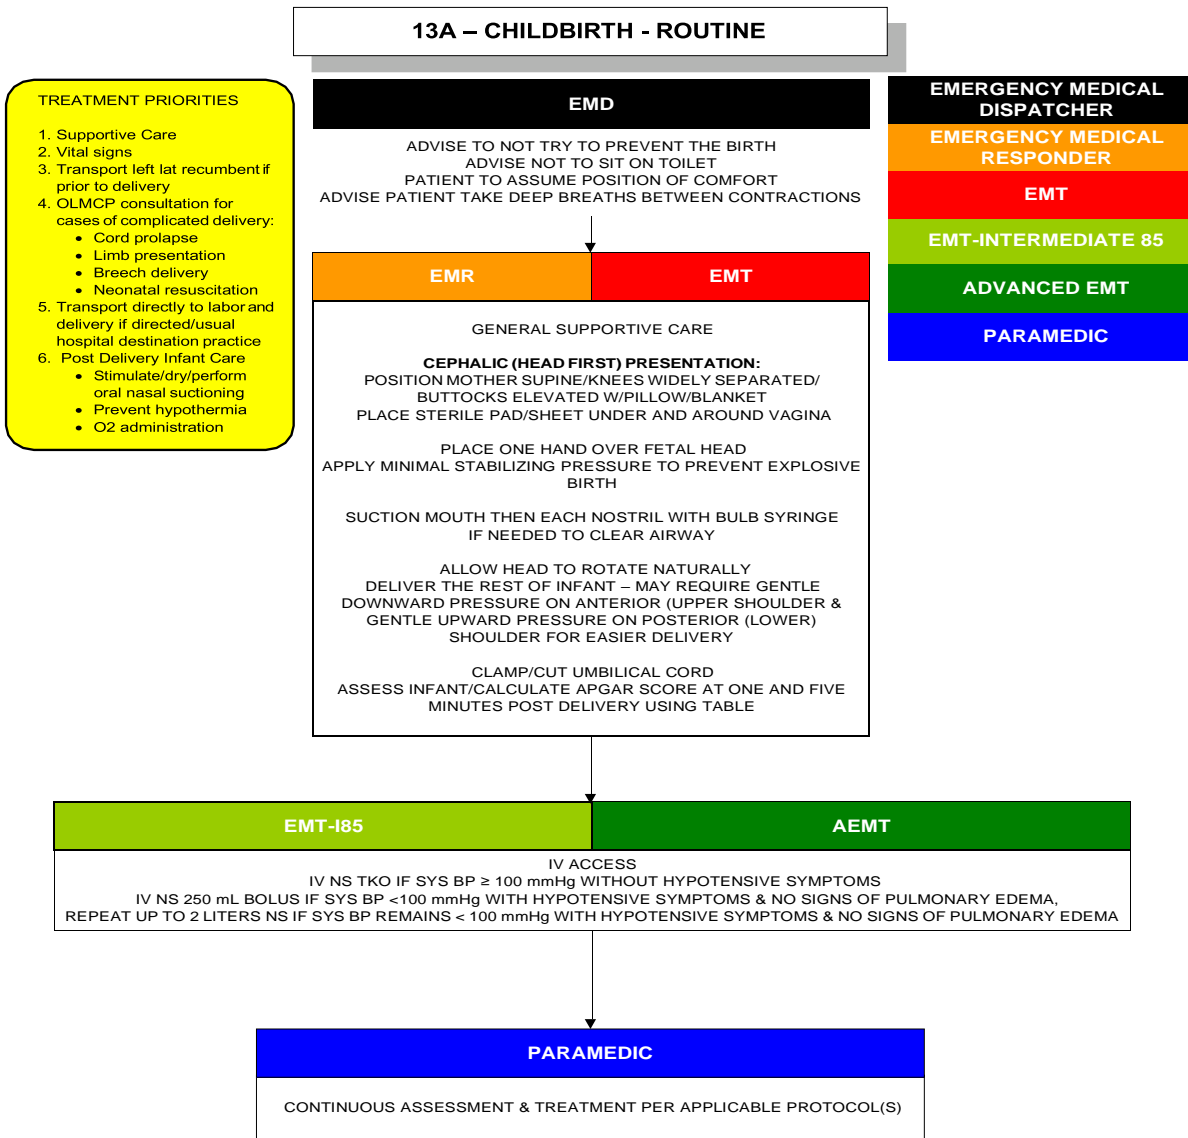 13A – CHILDBIRTH - ROUTINE
TREATMENT PRIORITIES
1. Supportive Care
2. Vital signs
3. Transport left lat recumbent if
prior to delivery
4. OLMCP consultation for
cases of complicated delivery:
• Cord prolapse
• Limb presentation
• Breech delivery
• Neonatal resuscitation
5. Transport directly to labor and
delivery if directed/usual
hospital destination practice
6. Post Delivery Infant Care
• Stimulate/dry/perform
oral nasal suctioning
• Prevent hypothermia
• O2 administration
EMD
ADVISE TO NOT TRY TO PREVENT THE BIRTH
ADVISE NOT TO SIT ON TOILET
PATIENT TO ASSUME POSITION OF COMFORT
ADVISE PATIENT TAKE DEEP BREATHS BETWEEN CONTRACTIONS
EMERGENCY MEDICAL
DISPATCHER
EMERGENCY MEDICAL
RESPONDER
EMT
EMT-INTERMEDIATE 85
ADVANCED EMT
PARAMEDIC
EMR
EMT
GENERAL SUPPORTIVE CARE
CEPHALIC (HEAD FIRST) PRESENTATION:
POSITION MOTHER SUPINE/KNEES WIDELY SEPARATED/
BUTTOCKS ELEVATED W/PILLOW/BLANKET
PLACE STERILE PAD/SHEET UNDER AND AROUND VAGINA
PLACE ONE HAND OVER FETAL HEAD
APPLY MINIMAL STABILIZING PRESSURE TO PREVENT EXPLOSIVE
BIRTH
SUCTION MOUTH THEN EACH NOSTRIL WITH BULB SYRINGE
IF NEEDED TO CLEAR AIRWAY
ALLOW HEAD TO ROTATE NATURALLY
DELIVER THE REST OF INFANT – MAY REQUIRE GENTLE
DOWNWARD PRESSURE ON ANTERIOR (UPPER SHOULDER &
GENTLE UPWARD PRESSURE ON POSTERIOR (LOWER)
SHOULDER FOR EASIER DELIVERY
CLAMP/CUT UMBILICAL CORD
ASSESS INFANT/CALCULATE APGAR SCORE AT ONE AND FIVE
MINUTES POST DELIVERY USING TABLE
EMT-I85
AEMT
IV ACCESS
IV NS TKO IF SYS BP ≥ 100 mmHg WITHOUT HYPOTENSIVE SYMPTOMS
IV NS 250 mL BOLUS IF SYS BP <100 mmHg WITH HYPOTENSIVE SYMPTOMS & NO SIGNS OF PULMONARY EDEMA,
REPEAT UP TO 2 LITERS NS IF SYS BP REMAINS < 100 mmHg WITH HYPOTENSIVE SYMPTOMS & NO SIGNS OF PULMONARY EDEMA
PARAMEDIC
CONTINUOUS ASSESSMENT & TREATMENT PER APPLICABLE PROTOCOL(S)